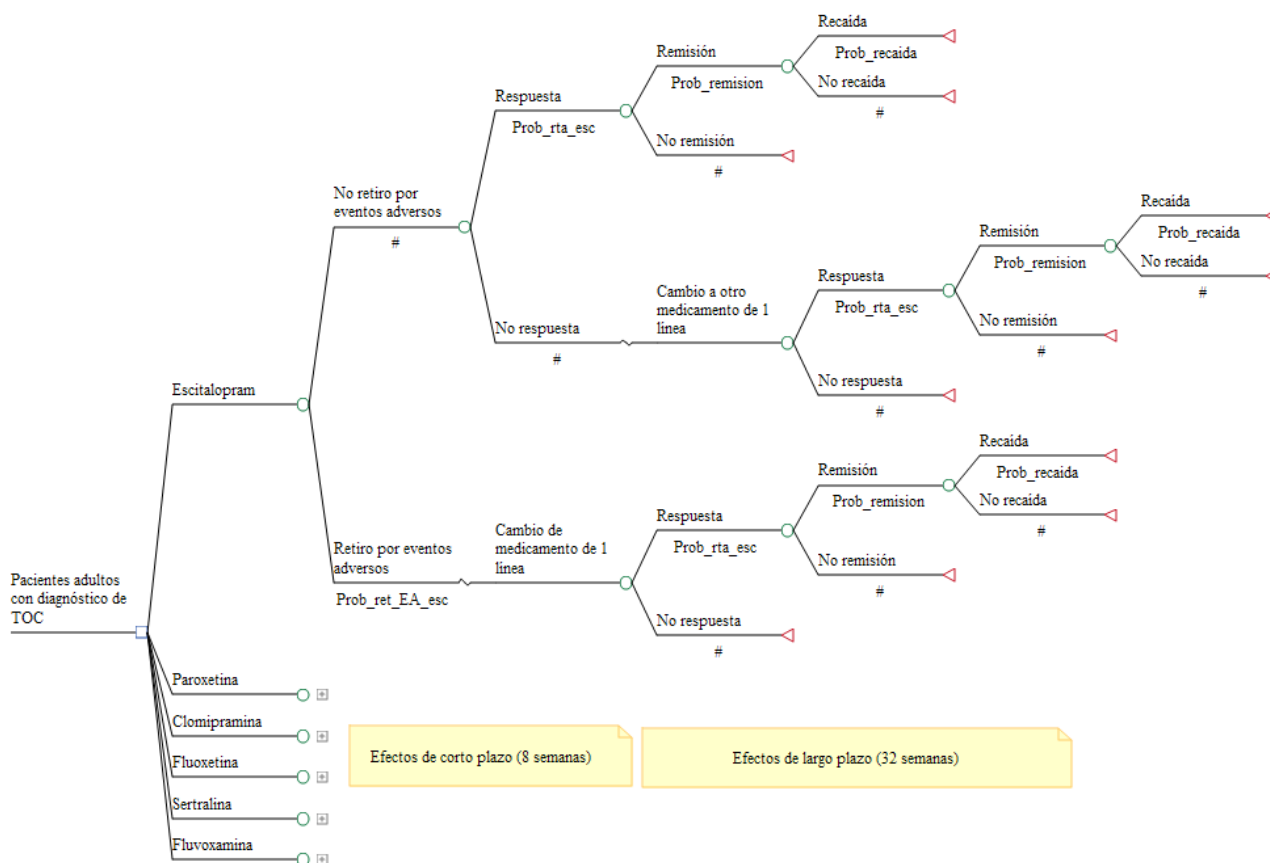 Recaída
Prob_recaida
No recaída
#
Remisión
Prob_remision
No remisión
#
Respuesta
Prob_rta_esc
No retiro por
eventos adversos
#
Recaída
Prob_recaida
No recaída
#
Remisión
Prob_remision
No remisión
#
Respuesta
Prob_rta_esc
Cambio a otro
medicamento de 1
línea
No respuesta
#
No respuesta
#
Escitalopram
Recaída
Prob_recaida
No recaída
#
Remisión
Prob_remision
No remisión
#
Respuesta
Prob_rta_esc
Cambio de
medicamento de 1
línea
Retiro por eventos
adversos
Prob_ret_EA_esc
No respuesta
#
Pacientes adultos
con diagnóstico de
TOC
Paroxetina
Clomipramina
Fluoxetina
Sertralina
Fluvoxamina
Efectos de corto plazo (8 semanas)
Efectos de largo plazo (32 semanas)